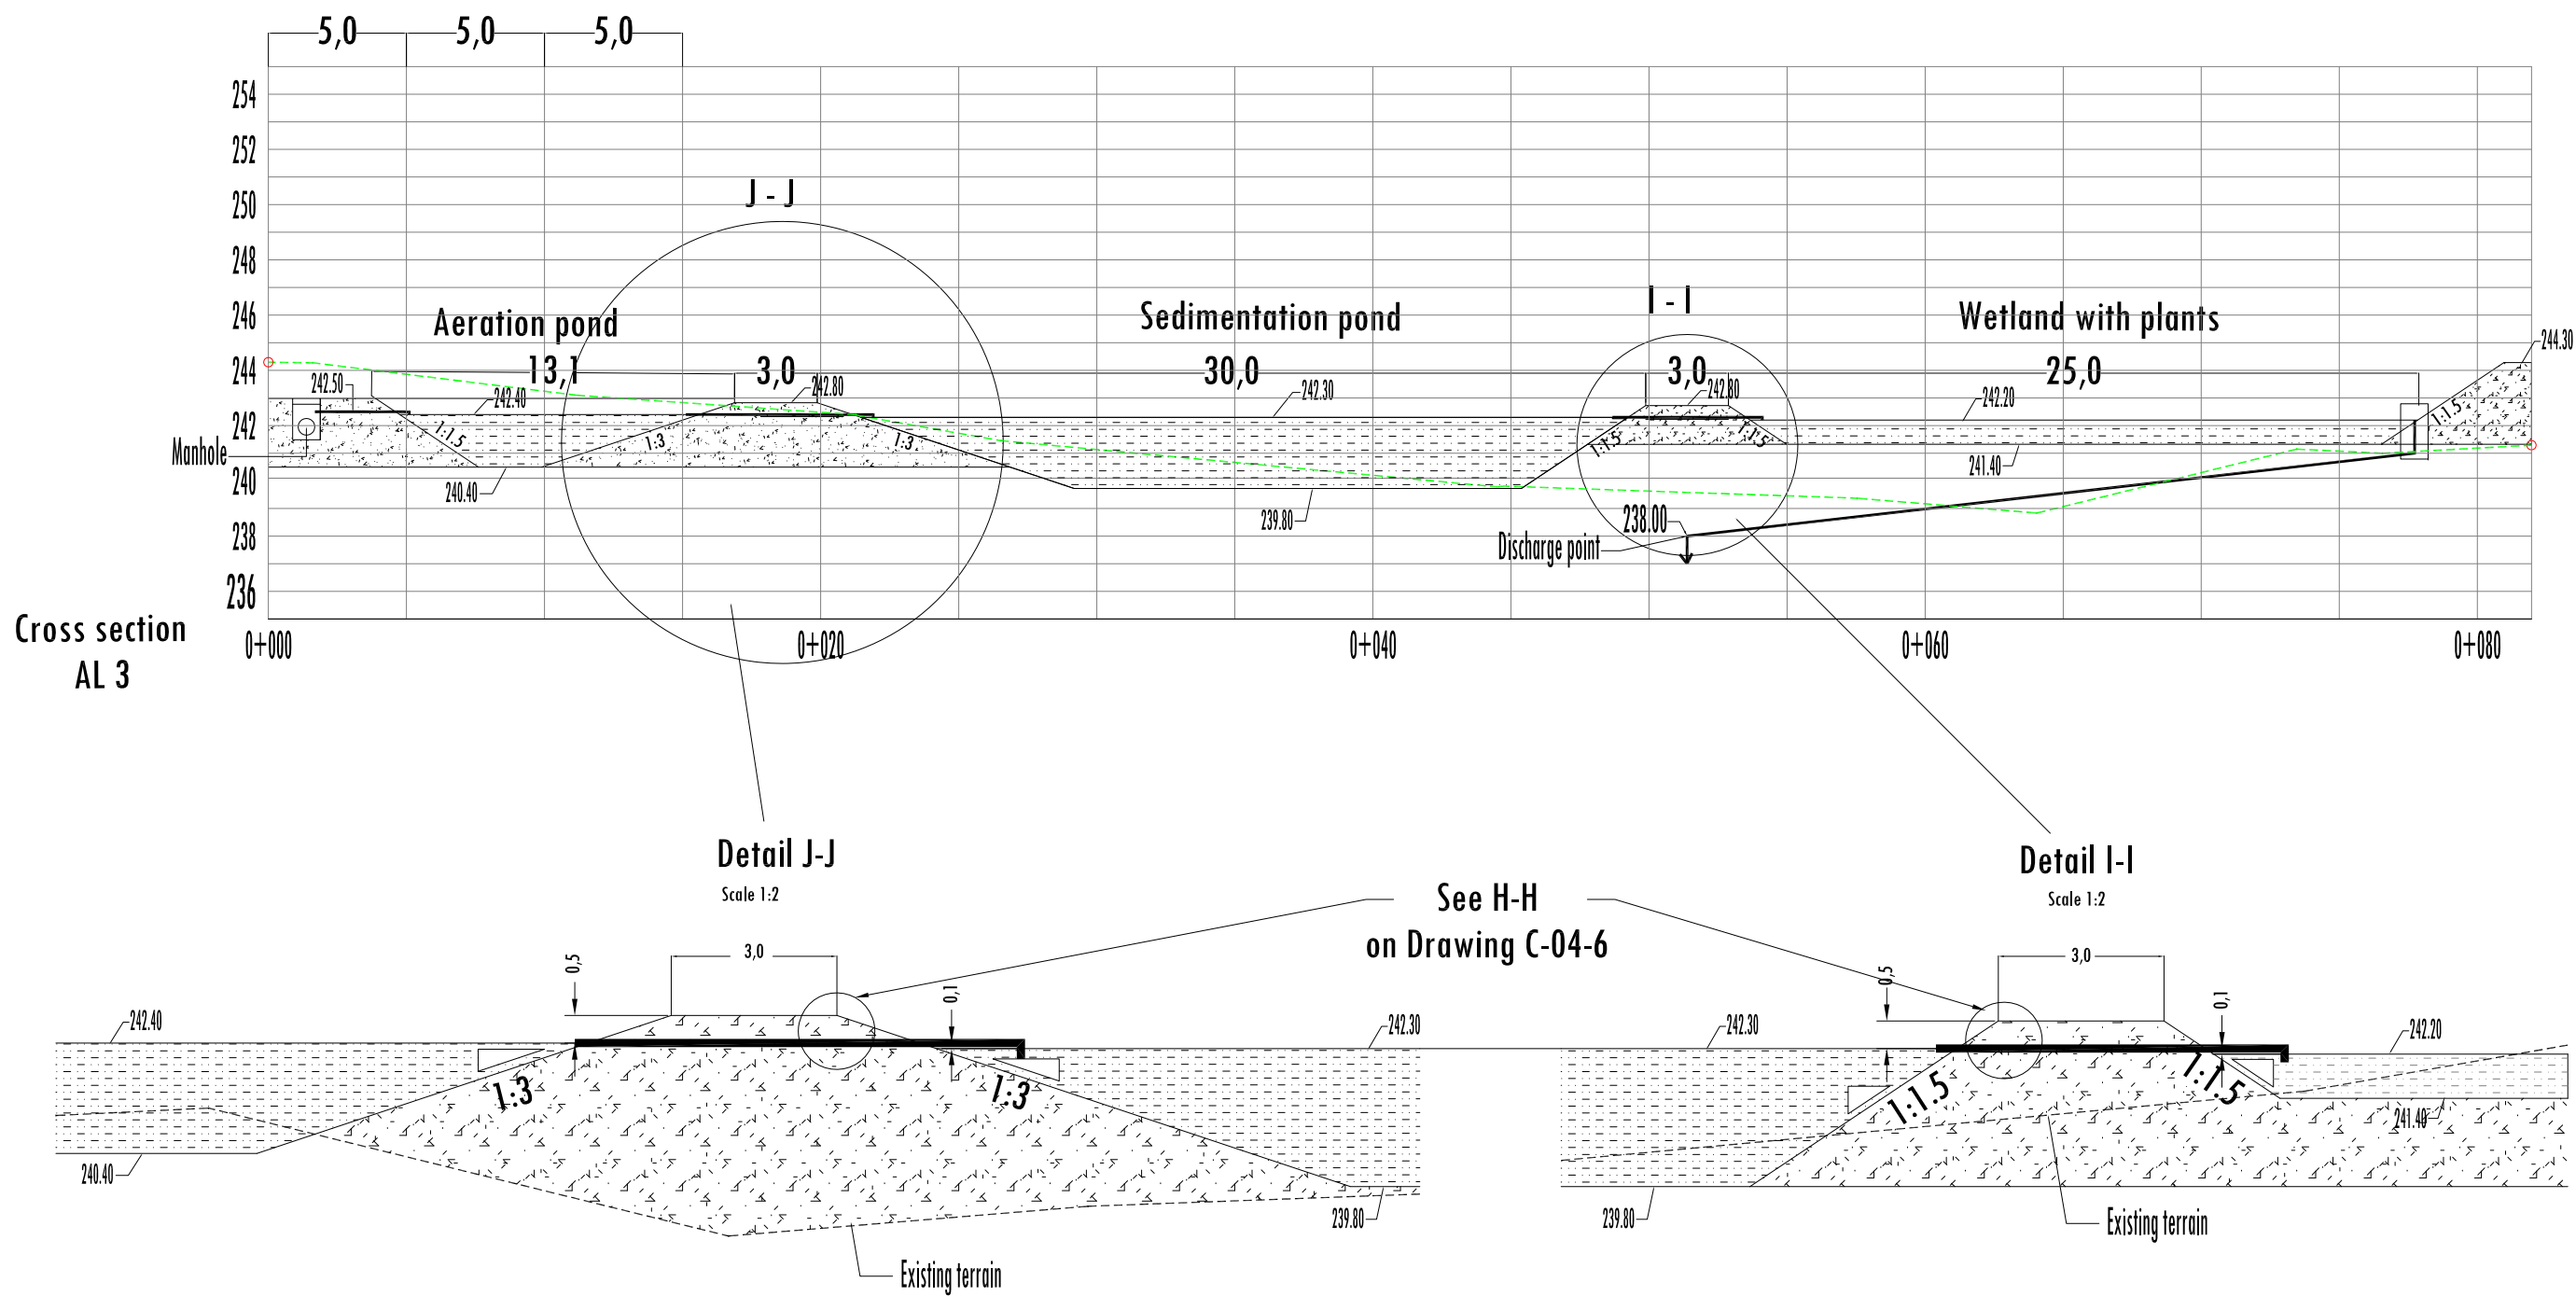 5,0 5,0 5,0
254
252
250
248
246
244
242
240
238
236
J - J
I - I
Aeration pond
Sedimentation pond
Wetland with plants
13,1 3,0 30,0 3,0 25,0
244.30
242.50 242.40 242.80 242.30 242.80 242.20
1:1.5 1:3 1:3 1:1.5 1:1.5 1:1.5
Manhole
240.40
241.40
239.80
238.00
Discharge point
Cross section
AL 3
0+000 0+020 0+040 0+060 0+080
Detail J-J
Scale 1:2
Detail I-I
Scale 1:2
See H-H
on Drawing C-04-6
0,5 3,0 0,1
242.40
242.30
1:3 1:3
240.40
239.80
Existing terrain
0,5 3,0 0,1
242.30
242.20
1:1.5 1:1.5
241.40
239.80
Existing terrain